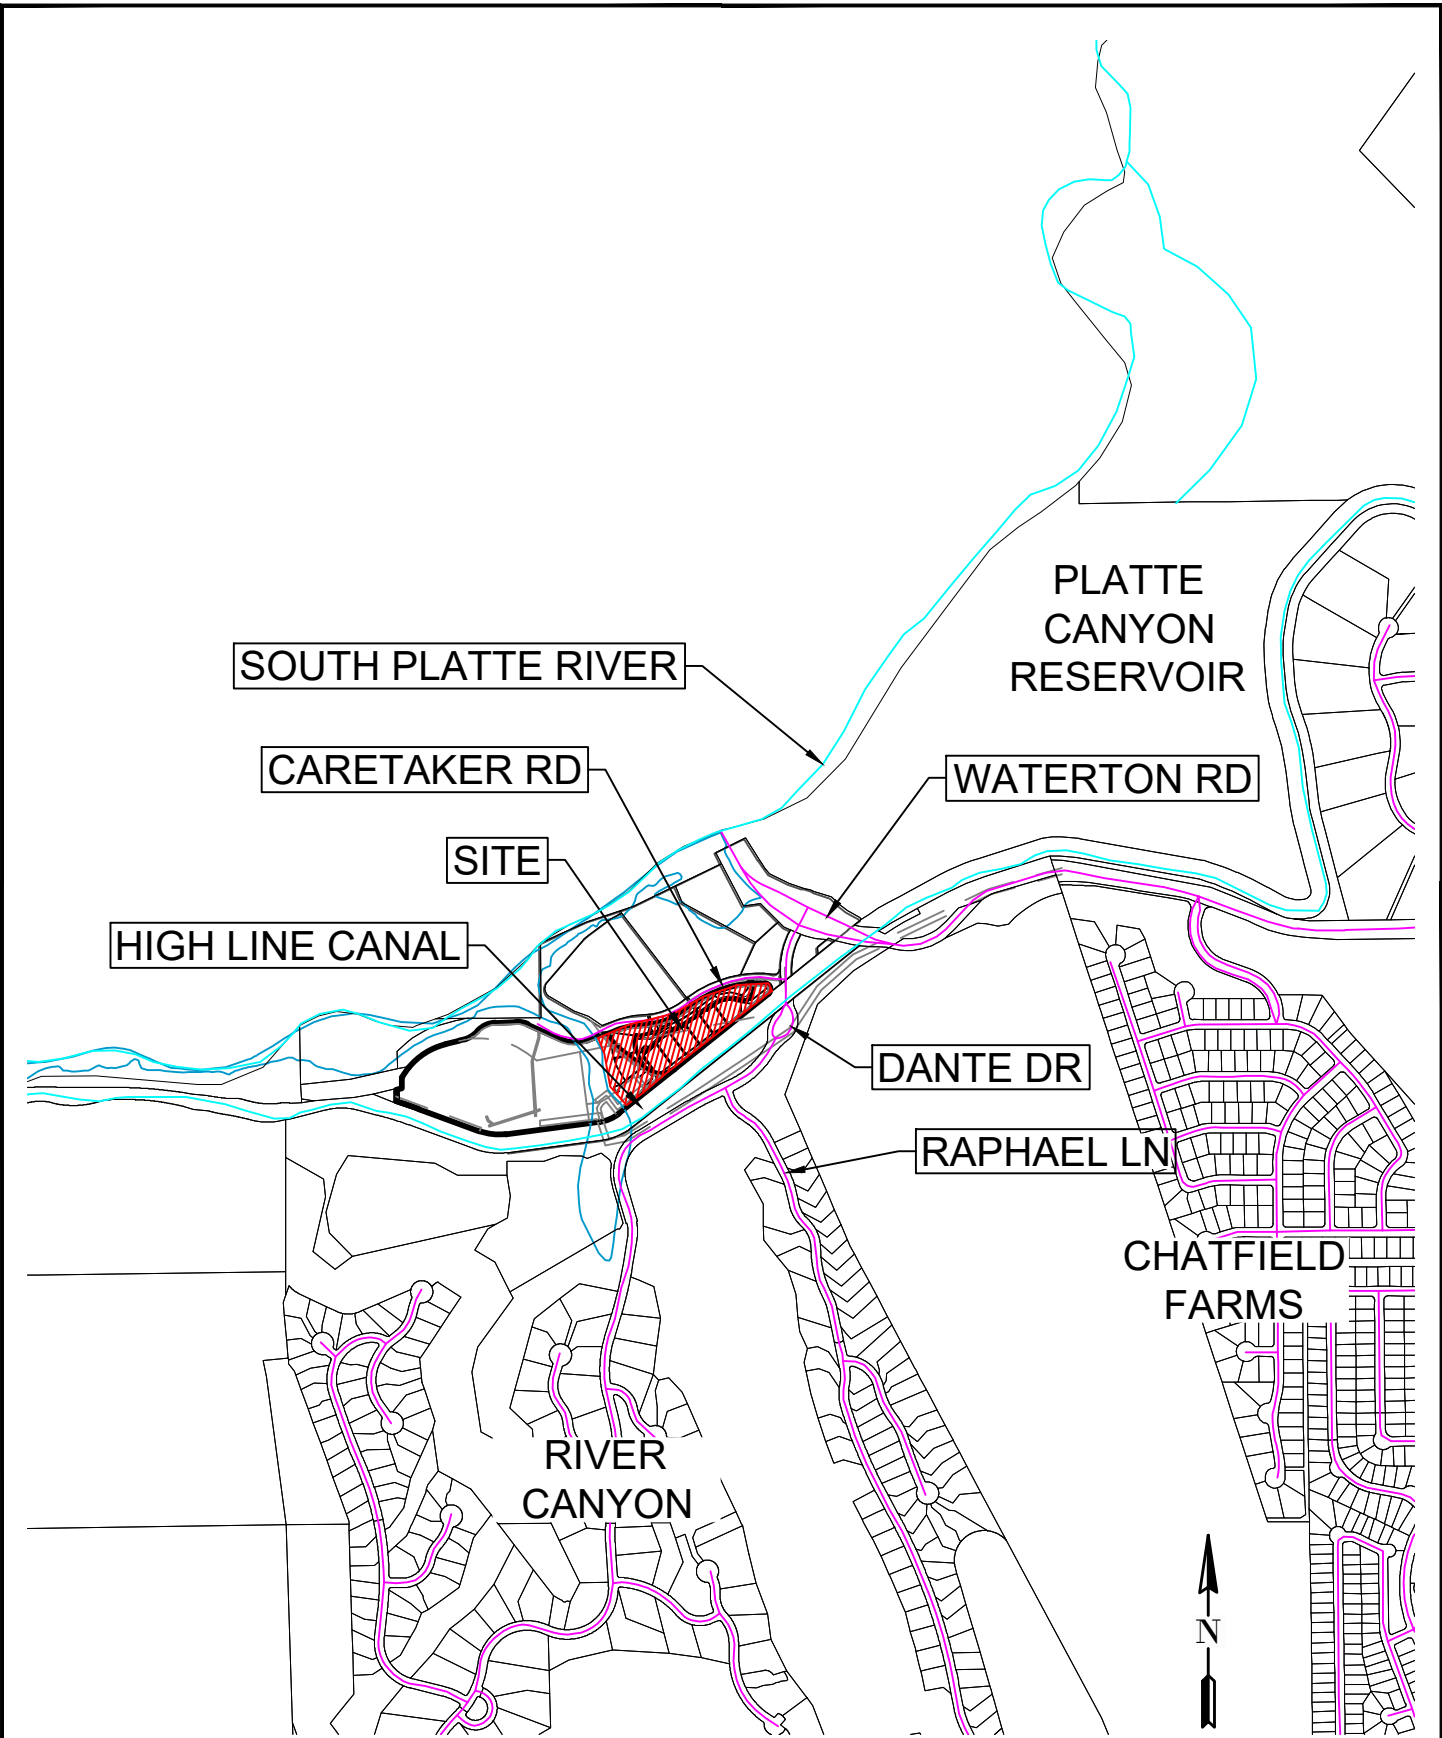 PLATTE
CANYON
RESERVOIR
SOUTH PLATTE RIVER
CARETAKER RD
WATERTON RD
SITE
HIGH LINE CANAL
DANTE DR
RAPHAEL LN
CHATFIELD
FARMS
RIVER
CANYON
N